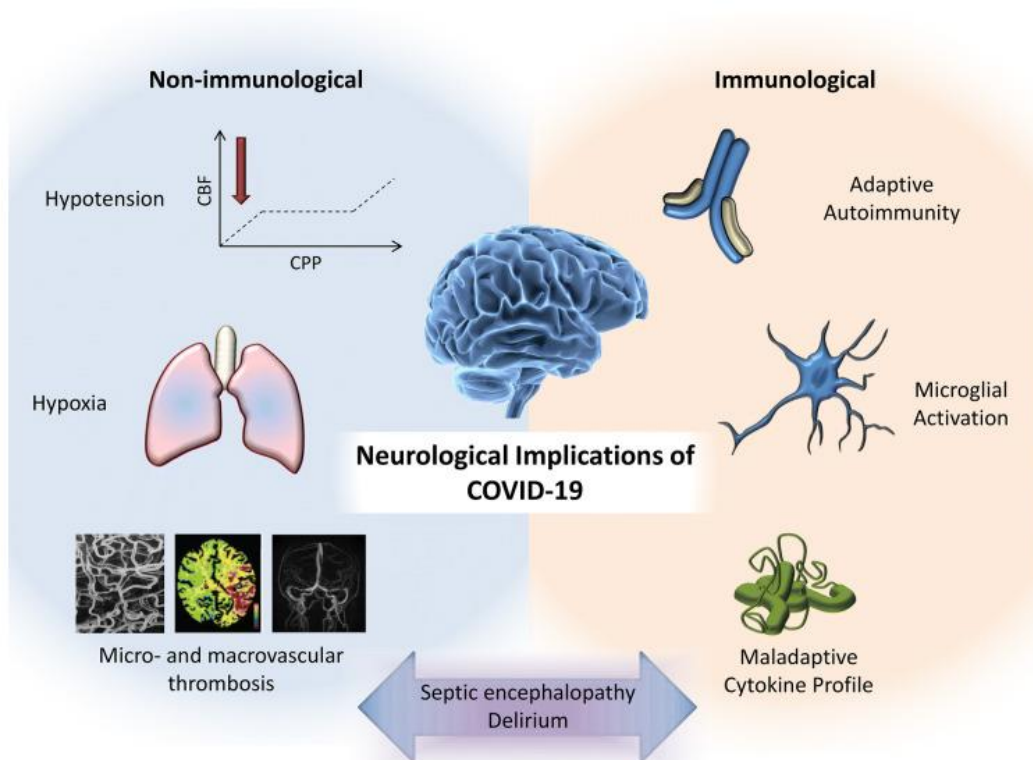 Non-immunological
Hypotension
CBF
CPP
Hypoxia
Micro- and macrovascular
thrombosis
Immunological
Adaptive
Autoimmunity
Microglial
Activation
Maladaptive
Cytokine Profile
Neurological Implications of
COVID-19
Septic encephalopathy
Delirium